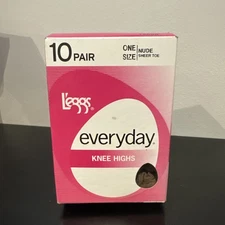 10 PAIR
ONE SIZE
NUDE
SHEER TOE
L'eggs®
everyday.
KNEE HIGHS